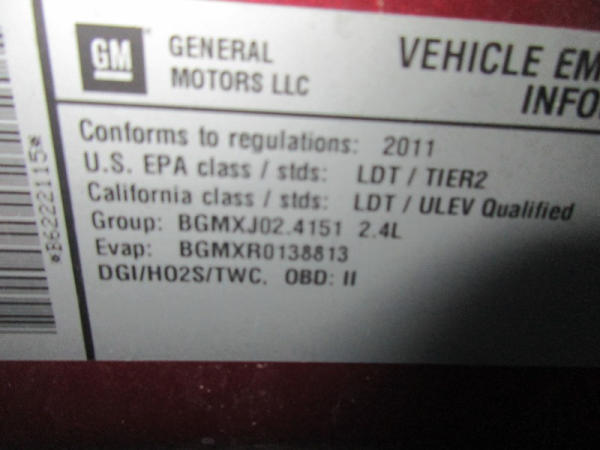 GM
GENERAL
MOTORS LLC
VEHICLE EM
INFO
Conforms to regulations: 2011
U.S. EPA class / stds: LDT / TIER2
California class / stds: LDT / ULEV Qualified
Group: BGMXJ02.4151 2.4L
Evap: BGMXR0138813
DGI/HO2S/TWC. OBD: II
*B6222115*